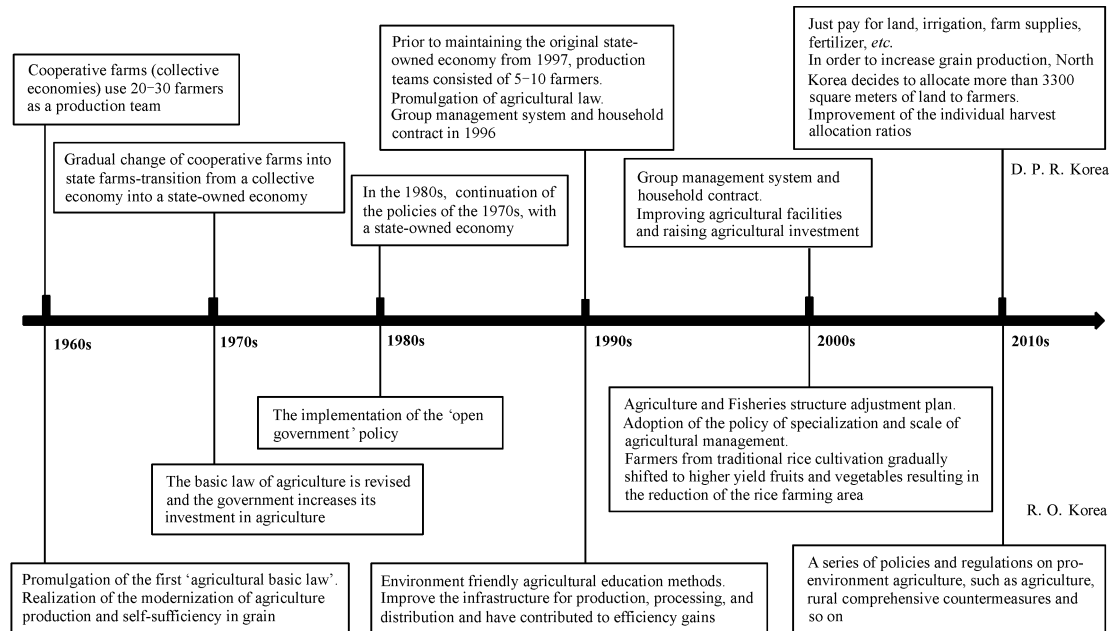 Cooperative farms (collective
economies) use 20−30 farmers
as a production team
Gradual change of cooperative farms into
state farms-transition from a collective
economy into a state-owned economy
In the 1980s, continuation of
the policies of the 1970s, with
a state-owned economy
Prior to maintaining the original state-
owned economy from 1997, production
teams consisted of 5−10 farmers.
Promulgation of agricultural law.
Group management system and household
contract in 1996
Group management system and
household contract.
Improving agricultural facilities
and raising agricultural investment
Just pay for land, irrigation, farm supplies,
fertilizer, etc.
In order to increase grain production, North
Korea decides to allocate more than 3300
square meters of land to farmers.
Improvement of the individual harvest
allocation ratios
D. P. R. Korea
1960s
1970s
1980s
1990s
2000s
2010s
Promulgation of the first ‘agricultural basic law’.
Realization of the modernization of agriculture
production and self-sufficiency in grain
The basic law of agriculture is revised
and the government increases its
investment in agriculture
The implementation of the ‘open
government’ policy
Environment friendly agricultural education methods.
Improve the infrastructure for production, processing, and
distribution and have contributed to efficiency gains
Agriculture and Fisheries structure adjustment plan.
Adoption of the policy of specialization and scale of
agricultural management.
Farmers from traditional rice cultivation gradually
shifted to higher yield fruits and vegetables resulting in
the reduction of the rice farming area
R. O. Korea
A series of policies and regulations on pro-
environment agriculture, such as agriculture,
rural comprehensive countermeasures and
so on